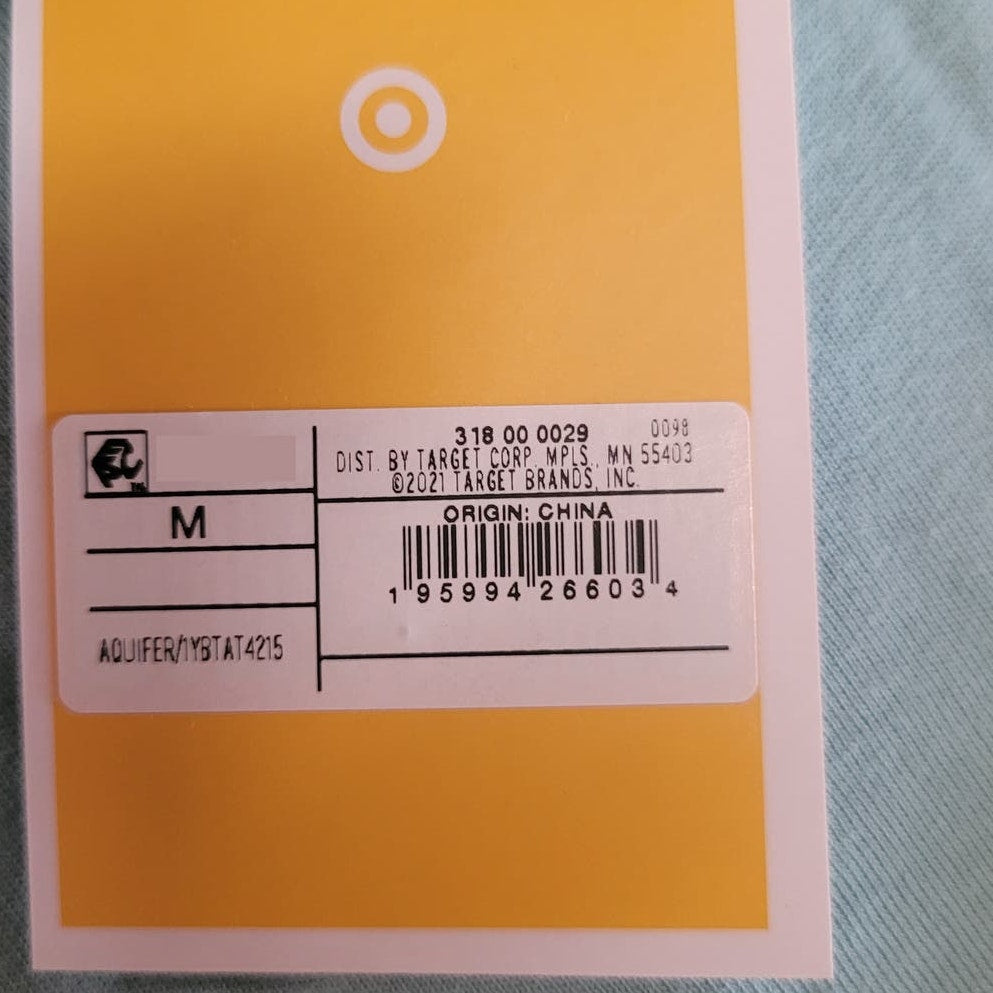 318 00 0029 0098
DIST. BY TARGET CORP. MPLS., MN 55403
©2021 TARGET BRANDS, INC.
M
ORIGIN: CHINA
1 95994 26603 4
AQUIFER/1YBTAT4215